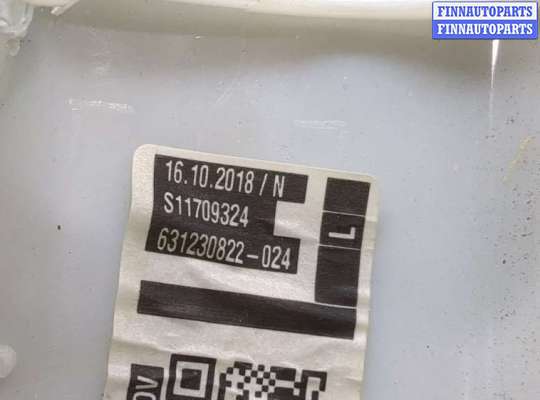 FINNAUTOPARTS
FINNAUTOPARTS
16.10.2018 / N
S11709324
631230822-024
L